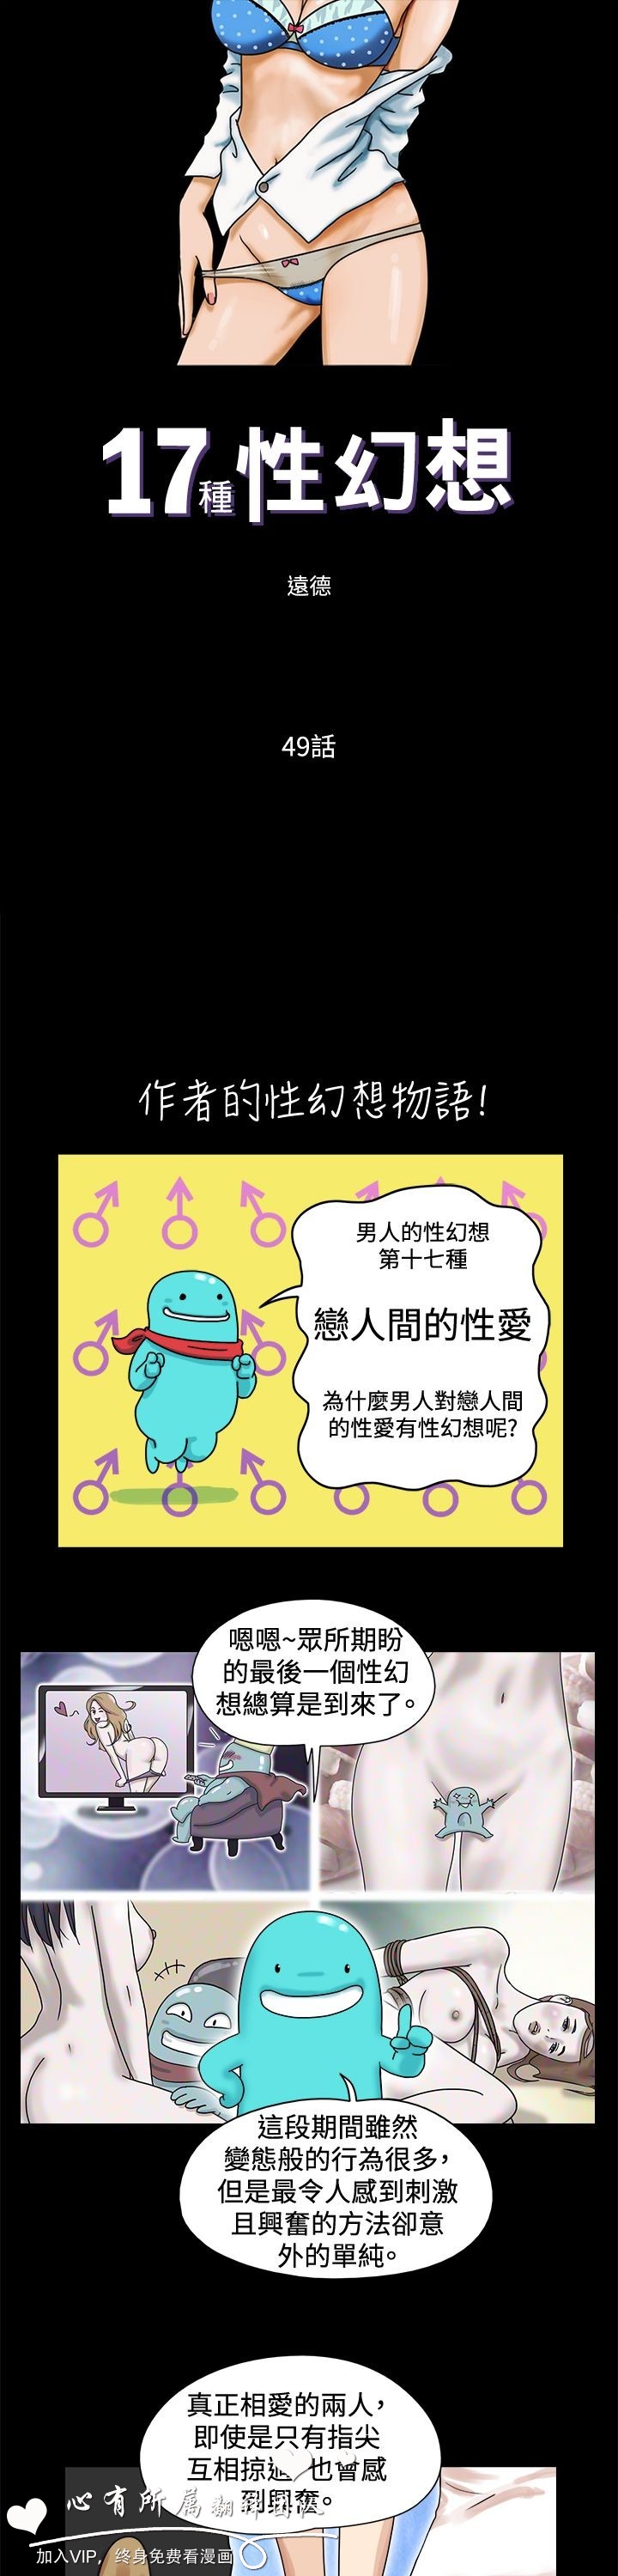 17種性幻想
遠德
49話
作者的性幻想物語!
男人的性幻想
第十七種
戀人間的性愛
為什麼男人對戀人間
的性愛有性幻想呢?
嗯嗯~眾所期盼
的最後一個性幻
想總算是到來了。
這段期間雖然
變態般的行為很多,
但是最令人感到刺激
且興奮的方法卻意
外的單純。
真正相愛的兩人,
即使是只有指尖
互相掠過 也會感
到興奮。
心有所属翻译团队
加入VIP, 终身免费看漫画